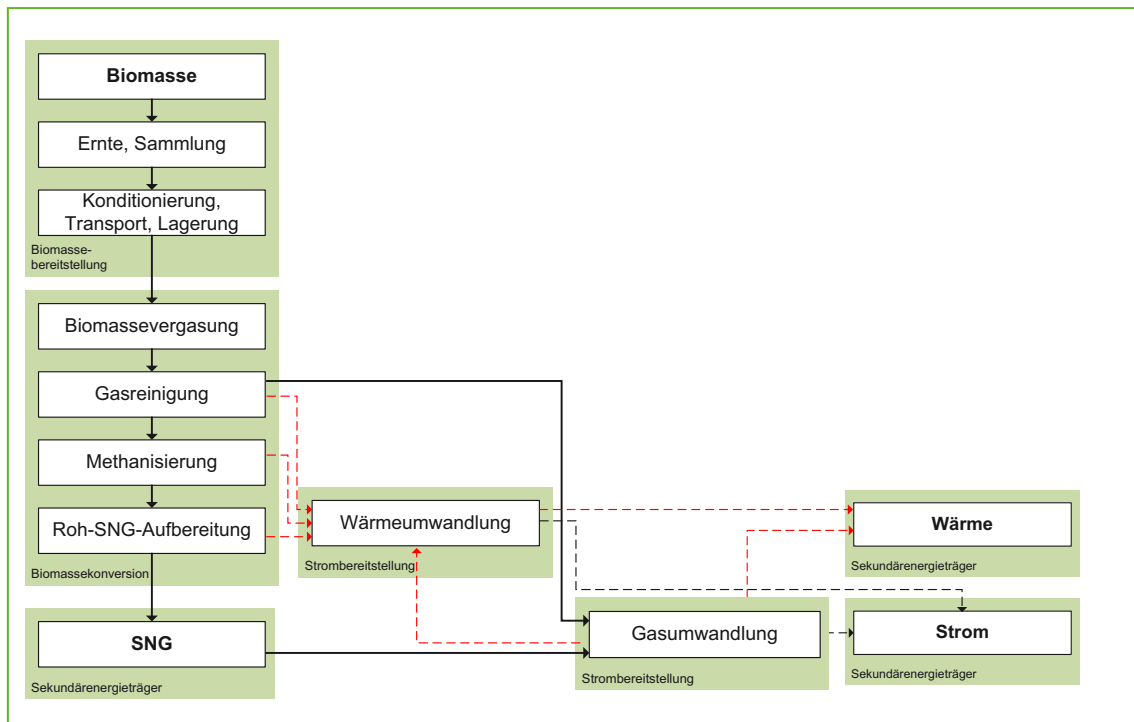 Biomasse
Ernte, Sammlung
Konditionierung,
Transport, Lagerung
Biomasse-
bereitstellung
Biomassevergasung
Gasreinigung
Methanisierung
Roh-SNG-Aufbereitung
Biomassekonversion
SNG
Sekundärenergieträger
Wärmeumwandlung
Strombereitstellung
Gasumwandlung
Strombereitstellung
Wärme
Sekundärenergieträger
Strom
Sekundärenergieträger